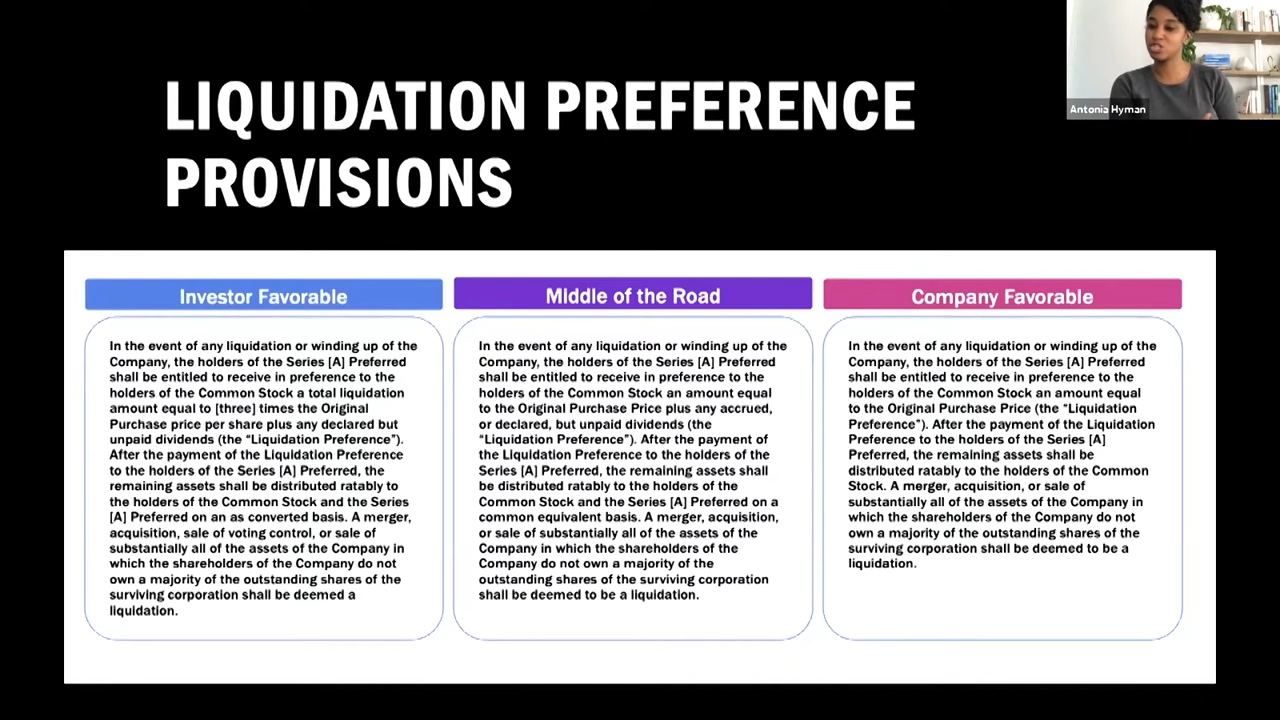 Antonia Hyman
LIQUIDATION PREFERENCE
PROVISIONS
Investor Favorable
In the event of any liquidation or winding up of the
Company, the holders of the Series [A] Preferred
shall be entitled to receive in preference to the
holders of the Common Stock a total liquidation
amount equal to [three] times the Original
Purchase price per share plus any declared but
unpaid dividends (the “Liquidation Preference”).
After the payment of the Liquidation Preference
to the holders of the Series [A] Preferred, the
remaining assets shall be distributed ratably to
the holders of the Common Stock and the Series
[A] Preferred on an as converted basis. A merger,
acquisition, sale of voting control, or sale of
substantially all of the assets of the Company in
which the shareholders of the Company do not
own a majority of the outstanding shares of the
surviving corporation shall be deemed a
liquidation.
Middle of the Road
In the event of any liquidation or winding up of the
Company, the holders of the Series [A] Preferred
shall be entitled to receive in preference to the
holders of the Common Stock an amount equal
to the Original Purchase Price plus any accrued,
or declared, but unpaid dividends (the
“Liquidation Preference”). After the payment of
the Liquidation Preference to the holders of the
Series [A] Preferred, the remaining assets shall
be distributed ratably to the holders of the
Common Stock and the Series [A] Preferred on a
common equivalent basis. A merger, acquisition,
or sale of substantially all of the assets of the
Company in which the shareholders of the
Company do not own a majority of the
outstanding shares of the surviving corporation
shall be deemed to be a liquidation.
Company Favorable
In the event of any liquidation or winding up of the
Company, the holders of the Series [A] Preferred
shall be entitled to receive in preference to the
holders of the Common Stock an amount equal
to the Original Purchase Price (the “Liquidation
Preference”). After the payment of the Liquidation
Preference to the holders of the Series [A]
Preferred, the remaining assets shall be
distributed ratably to the holders of the Common
Stock. A merger, acquisition, or sale of
substantially all of the assets of the Company in
which the shareholders of the Company do not
own a majority of the outstanding shares of the
surviving corporation shall be deemed to be a
liquidation.